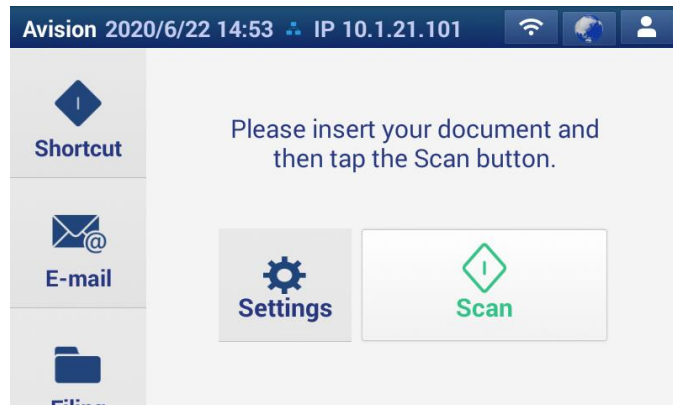 Avision 2020/6/22 14:53 IP 10.1.21.101
Shortcut
Please insert your document and
then tap the Scan button.
E-mail
Settings
Scan
Filing